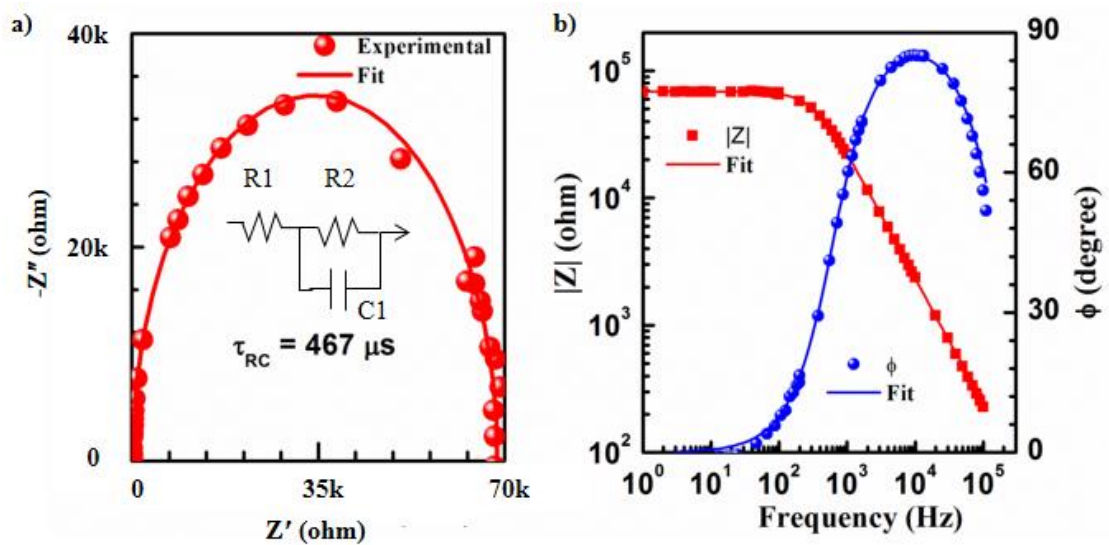 a)
40k
20k
0
-Z″ (ohm)
Experimental
Fit
R1
R2
C1
τRC = 467 μs
0
35k
70k
Z′ (ohm)
b)
10⁵
10⁴
10³
10²
|Z| (ohm)
|Z|
Fit
ϕ
Fit
90
60
30
0
ϕ (degree)
10⁰ 10¹ 10² 10³ 10⁴ 10⁵
Frequency (Hz)